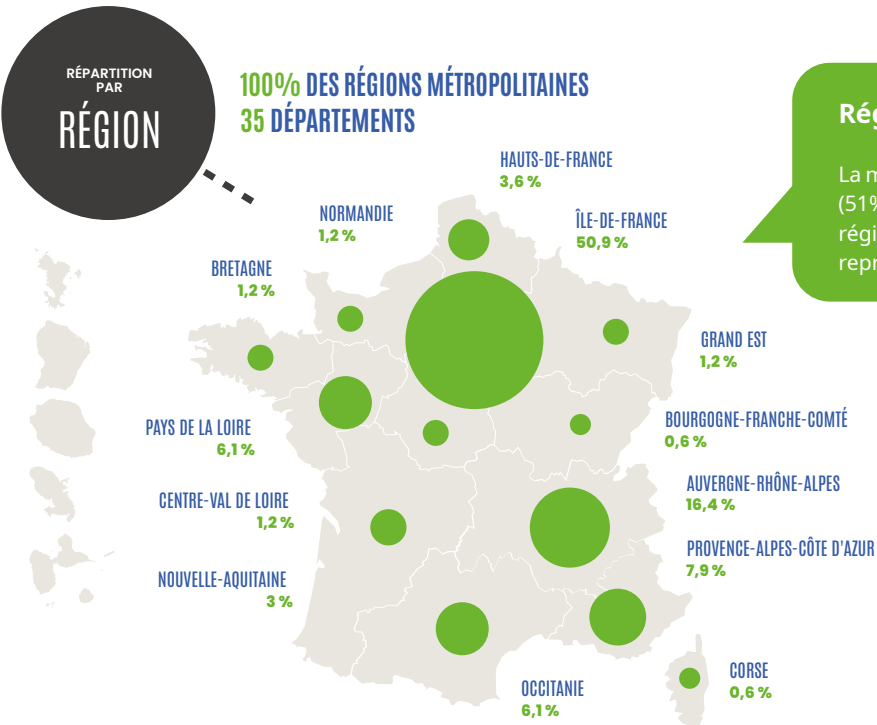 RÉPARTITION
PAR
RÉGION
100% DES RÉGIONS MÉTROPOLITAINES
35 DÉPARTEMENTS
HAUTS-DE-FRANCE
3,6 %
NORMANDIE
1,2 %
ÎLE-DE-FRANCE
50,9 %
BRETAGNE
1,2 %
GRAND EST
1,2 %
PAYS DE LA LOIRE
6,1 %
BOURGOGNE-FRANCHE-COMTÉ
0,6 %
CENTRE-VAL DE LOIRE
1,2 %
AUVERGNE-RHÔNE-ALPES
16,4 %
PROVENCE-ALPES-CÔTE D'AZUR
7,9 %
NOUVELLE-AQUITAINE
3 %
OCCITANIE
6,1 %
CORSE
0,6 %
La
(51%